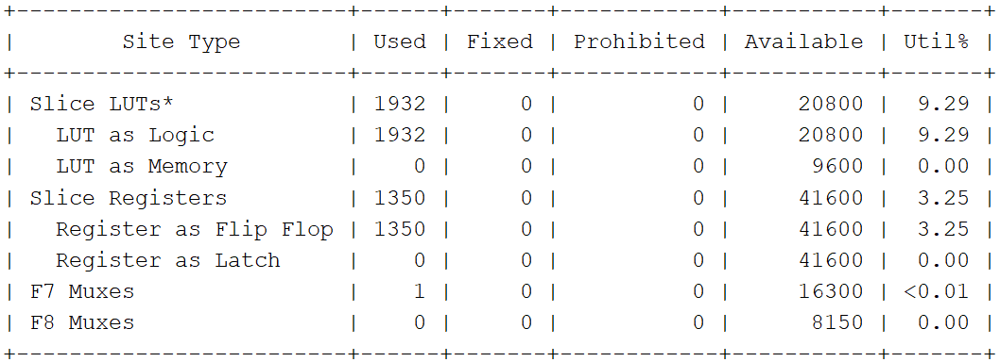 +-------------------------+------+-------+------------+-----------+-------+
|        Site Type        | Used | Fixed | Prohibited | Available | Util% |
+-------------------------+------+-------+------------+-----------+-------+
| Slice LUTs*             | 1932 |     0 |          0 |     20800 |  9.29 |
|   LUT as Logic          | 1932 |     0 |          0 |     20800 |  9.29 |
|   LUT as Memory         |    0 |     0 |          0 |      9600 |  0.00 |
| Slice Registers         | 1350 |     0 |          0 |     41600 |  3.25 |
|   Register as Flip Flop | 1350 |     0 |          0 |     41600 |  3.25 |
|   Register as Latch     |    0 |     0 |          0 |     41600 |  0.00 |
| F7 Muxes                |    1 |     0 |          0 |     16300 | <0.01 |
| F8 Muxes                |    0 |     0 |          0 |      8150 |  0.00 |
+-------------------------+------+-------+------------+-----------+-------+